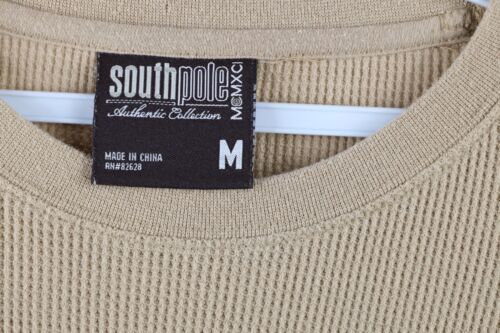 southpole
Authentic Collection
MCMXCI
MADE IN CHINA
RN#82628
M